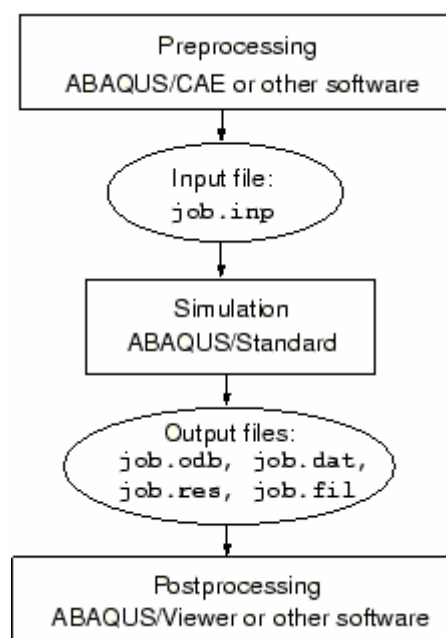 Preprocessing
ABAQUS/CAE or other software
Input file:
job.inp
Simulation
ABAQUS/Standard
Output files:
job.odb, job.dat,
job.res, job.fil
Postprocessing
ABAQUS/Viewer or other software